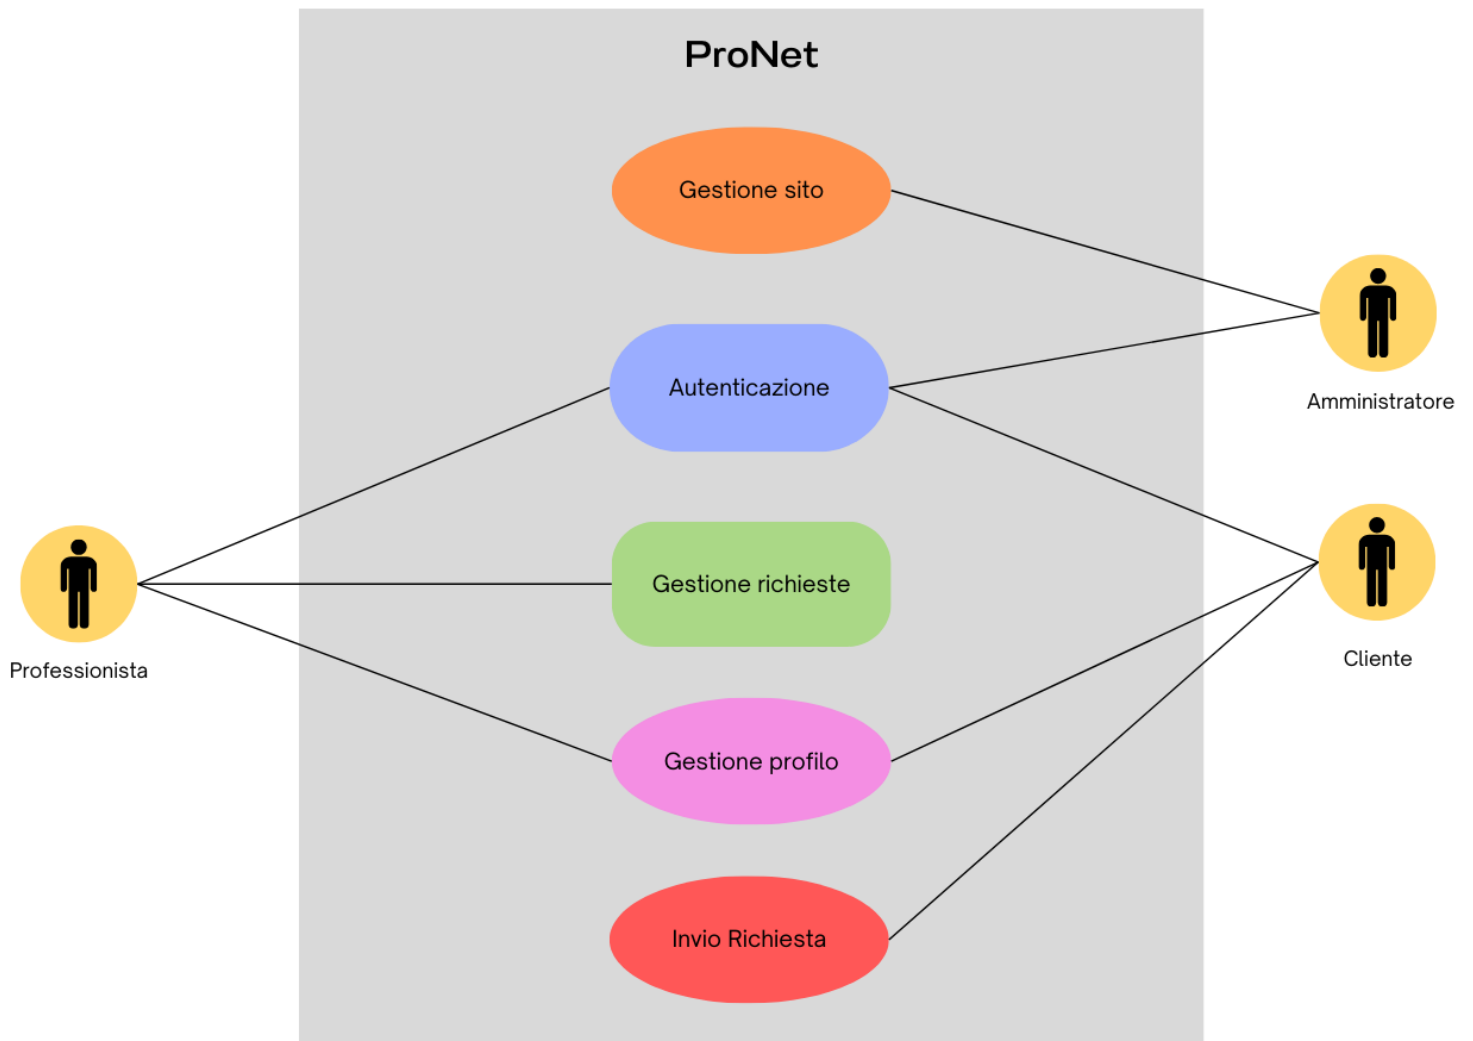 ProNet
Gestione sito
Autenticazione
Amministratore
Gestione richieste
Professionista
Cliente
Gestione profilo
Invio Richiesta